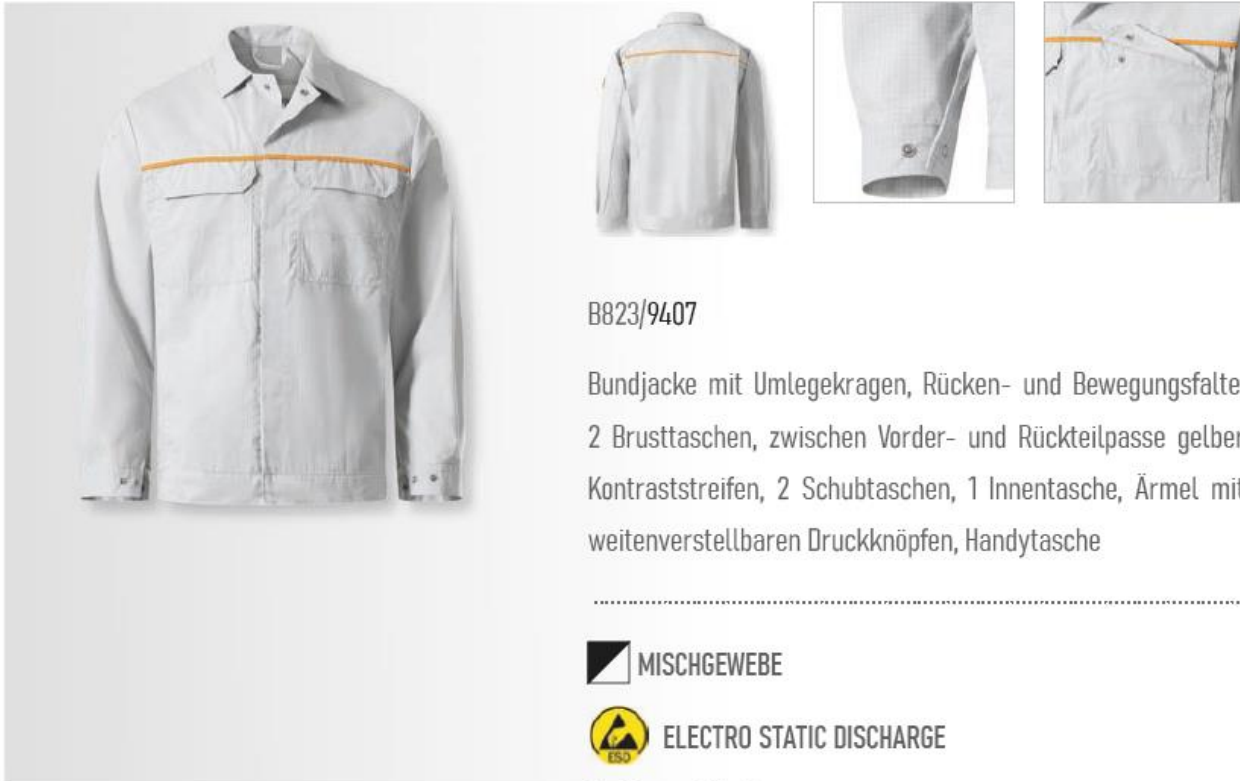 B823/9407
Bundjacke mit Umlegekragen, Rücken- und Bewegungsfalte
2 Brusttaschen, zwischen Vorder- und Rückteilpasse gelber
Kontraststreifen, 2 Schubtaschen, 1 Innentasche, Ärmel mit
weitenverstellbaren Druckknöpfen, Handytasche
MISCHGEWEBE
ESD
ELECTRO STATIC DISCHARGE